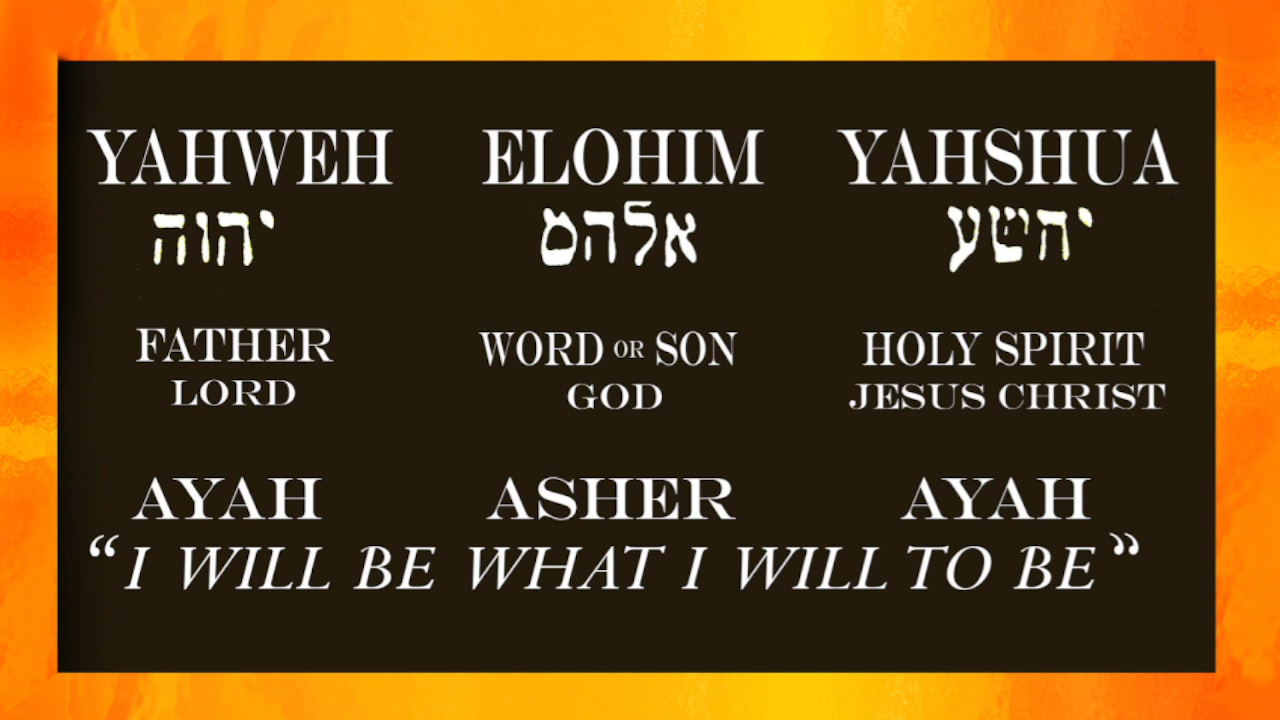 YAHWEH ELOHIM YAHSHUA
יהוה אלהם יהשע
FATHER WORD OR SON HOLY SPIRIT
LORD GOD JESUS CHRIST
AYAH ASHER AYAH
“I WILL BE WHAT I WILL TO BE”